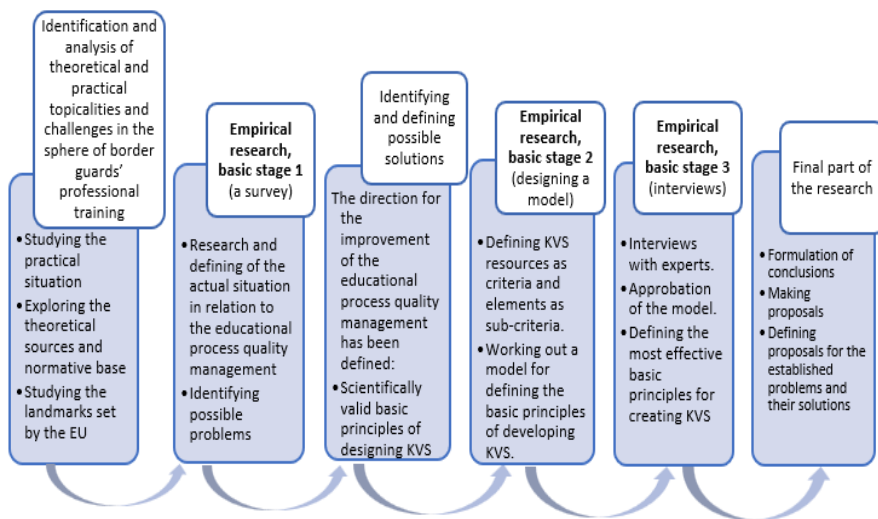 Identification and
analysis of
theoretical and
practical
topicalities and
challenges in the
sphere of border
guards’
professional
training
•Studying the
practical
situation
•Exploring the
theoretical
sources and
normative base
•Studying the
landmarks set
by the EU
Empirical
research,
basic stage 1
(a survey)
•Research and
defining of the
actual situation
in relation to
the educational
process quality
management
•Identifying
possible
problems
Identifying
and defining
possible
solutions
The direction for
the
improvement
of the
educational
process quality
management
has been
defined:
•Scientifically
valid basic
principles of
designing KVS
Empirical
research,
basic stage 2
(designing a
model)
•Defining KVS
resources as
criteria and
elements as
sub-criteria.
•Working out a
model for
defining the
basic principles
of developing
KVS.
Empirical
research,
basic stage 3
(interviews)
•Interviews
with experts.
•Approbation
of the model.
•Defining the
most effective
basic
principles for
creating KVS
Final part of
the research
•Formulation of
conclusions
•Making
proposals
•Defining
proposals for the
established
problems and
their solutions